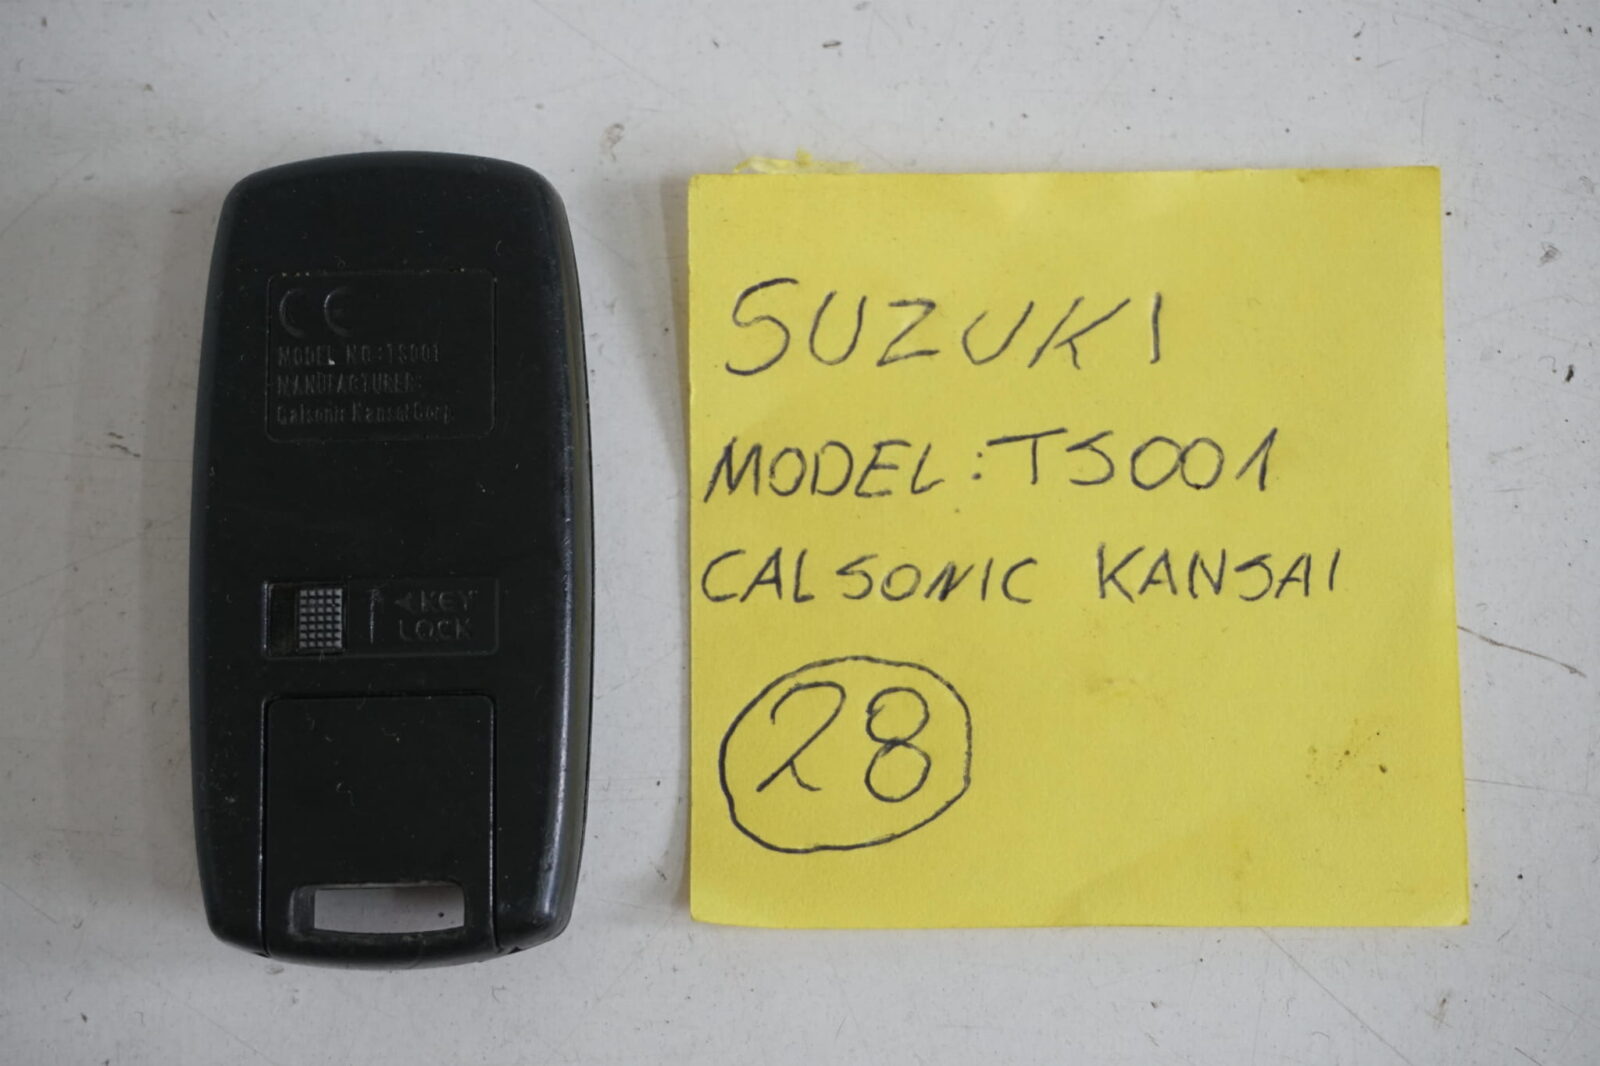 CE
MODEL NO.:TS001
MANUFACTURER:
Calsonic Kansei Corp.
KEY
LOCK
SUZUKI
MODEL:TS001
CALSONIC KANSAI
28